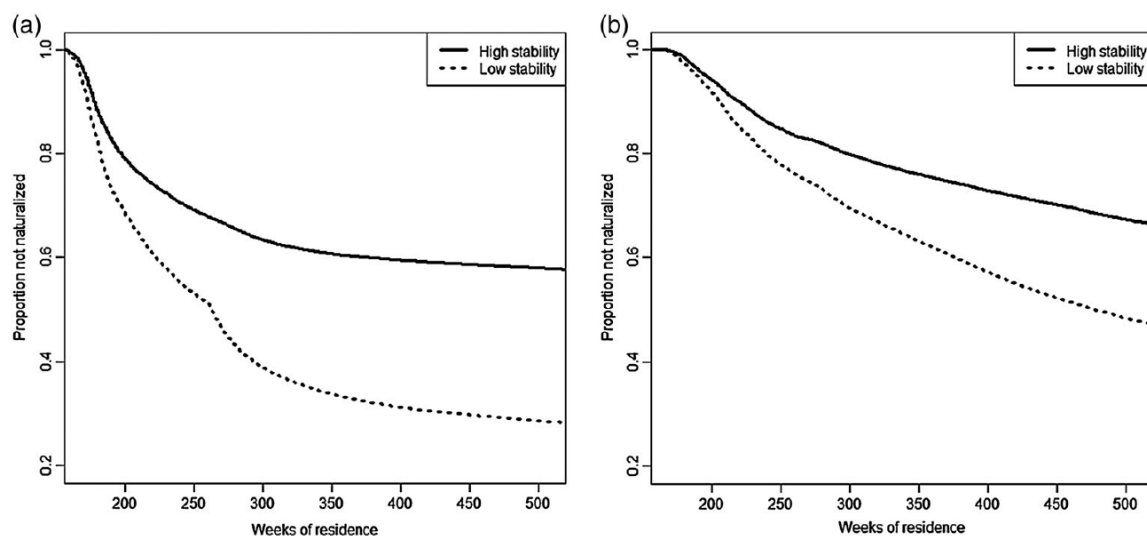 (a)
High stability
Low stability
Proportion not naturalized
1.0
0.8
0.6
0.4
0.2
200 250 300 350 400 450 500
Weeks of residence
(b)
High stability
Low stability
Proportion not naturalized
1.0
0.8
0.6
0.4
0.2
200 250 300 350 400 450 500
Weeks of residence